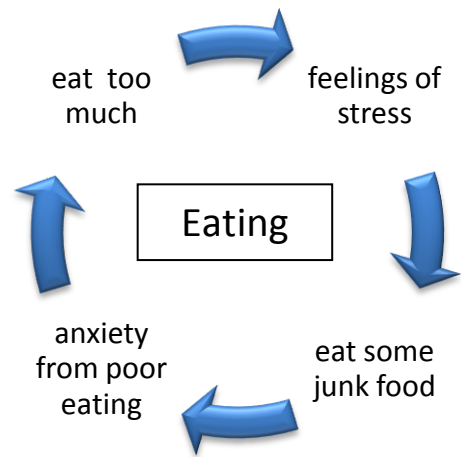 eat too
much
feelings of
stress
Eating
anxiety
from poor
eating
eat some
junk food